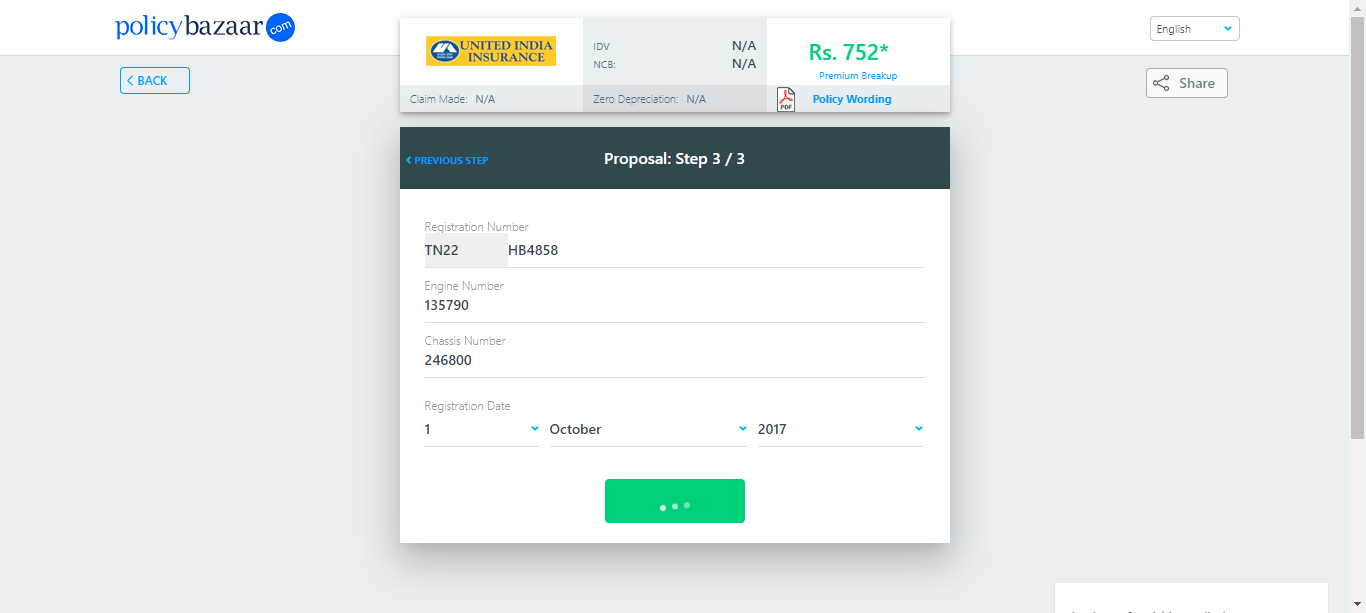 policybazaar.com
English
UNITED INDIA
INSURANCE
IDV N/A
NCB: N/A
Rs. 752*
Premium Breakup
Claim Made: N/A
Zero Depreciation: N/A
PDF
Policy Wording
BACK
Share
PREVIOUS STEP
Proposal: Step 3 / 3
Registration Number
TN22 HB4858
Engine Number
135790
Chassis Number
246800
Registration Date
1 October 2017